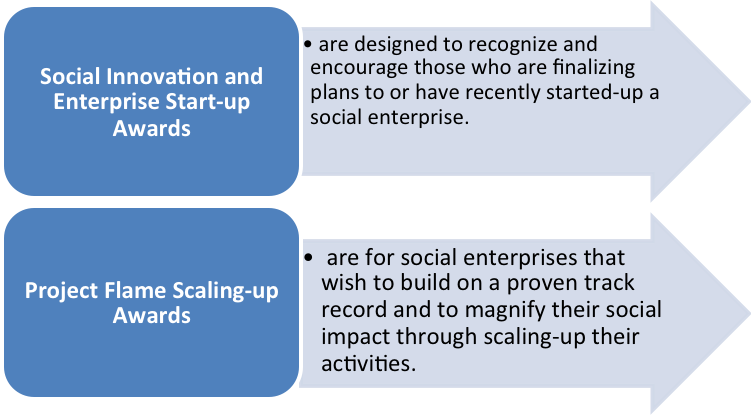 Social Innovation and
Enterprise Start-up
Awards
• are designed to recognize and
encourage those who are finalizing
plans to or have recently started-up a
social enterprise.
Project Flame Scaling-up
Awards
• are for social enterprises that
wish to build on a proven track
record and to magnify their social
impact through scaling-up their
activities.